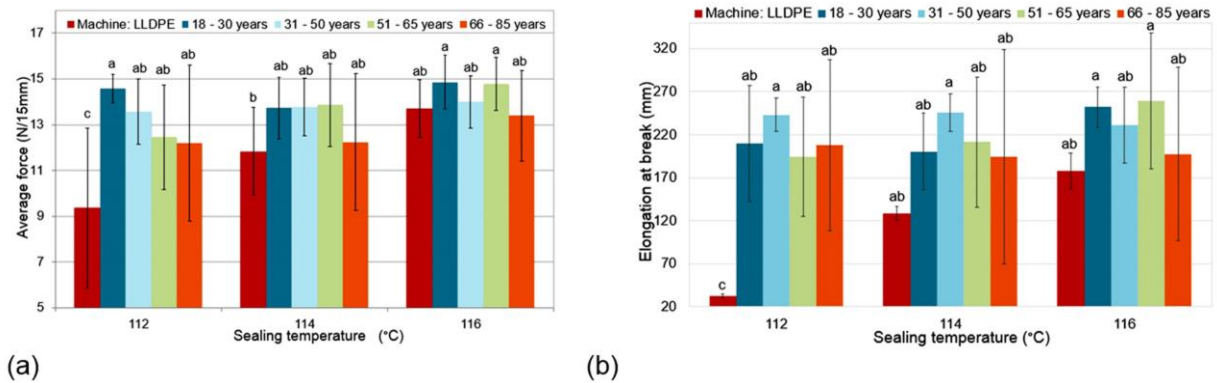 Machine: LLDPE 18 - 30 years 31 - 50 years 51 - 65 years 66 - 85 years
17
15
13
11
9
7
5
Average force (N/15mm)
c a ab ab ab
b ab ab ab ab
ab a ab a ab
112 114 116
Sealing temperature (°C)
(a)
Machine: LLDPE 18 - 30 years 31 - 50 years 51 - 65 years 66 - 85 years
320
270
220
170
120
70
20
Elongation at break (mm)
c ab a ab ab
ab ab a ab ab
ab a ab a ab
112 114 116
Sealing temperature (°C)
(b)